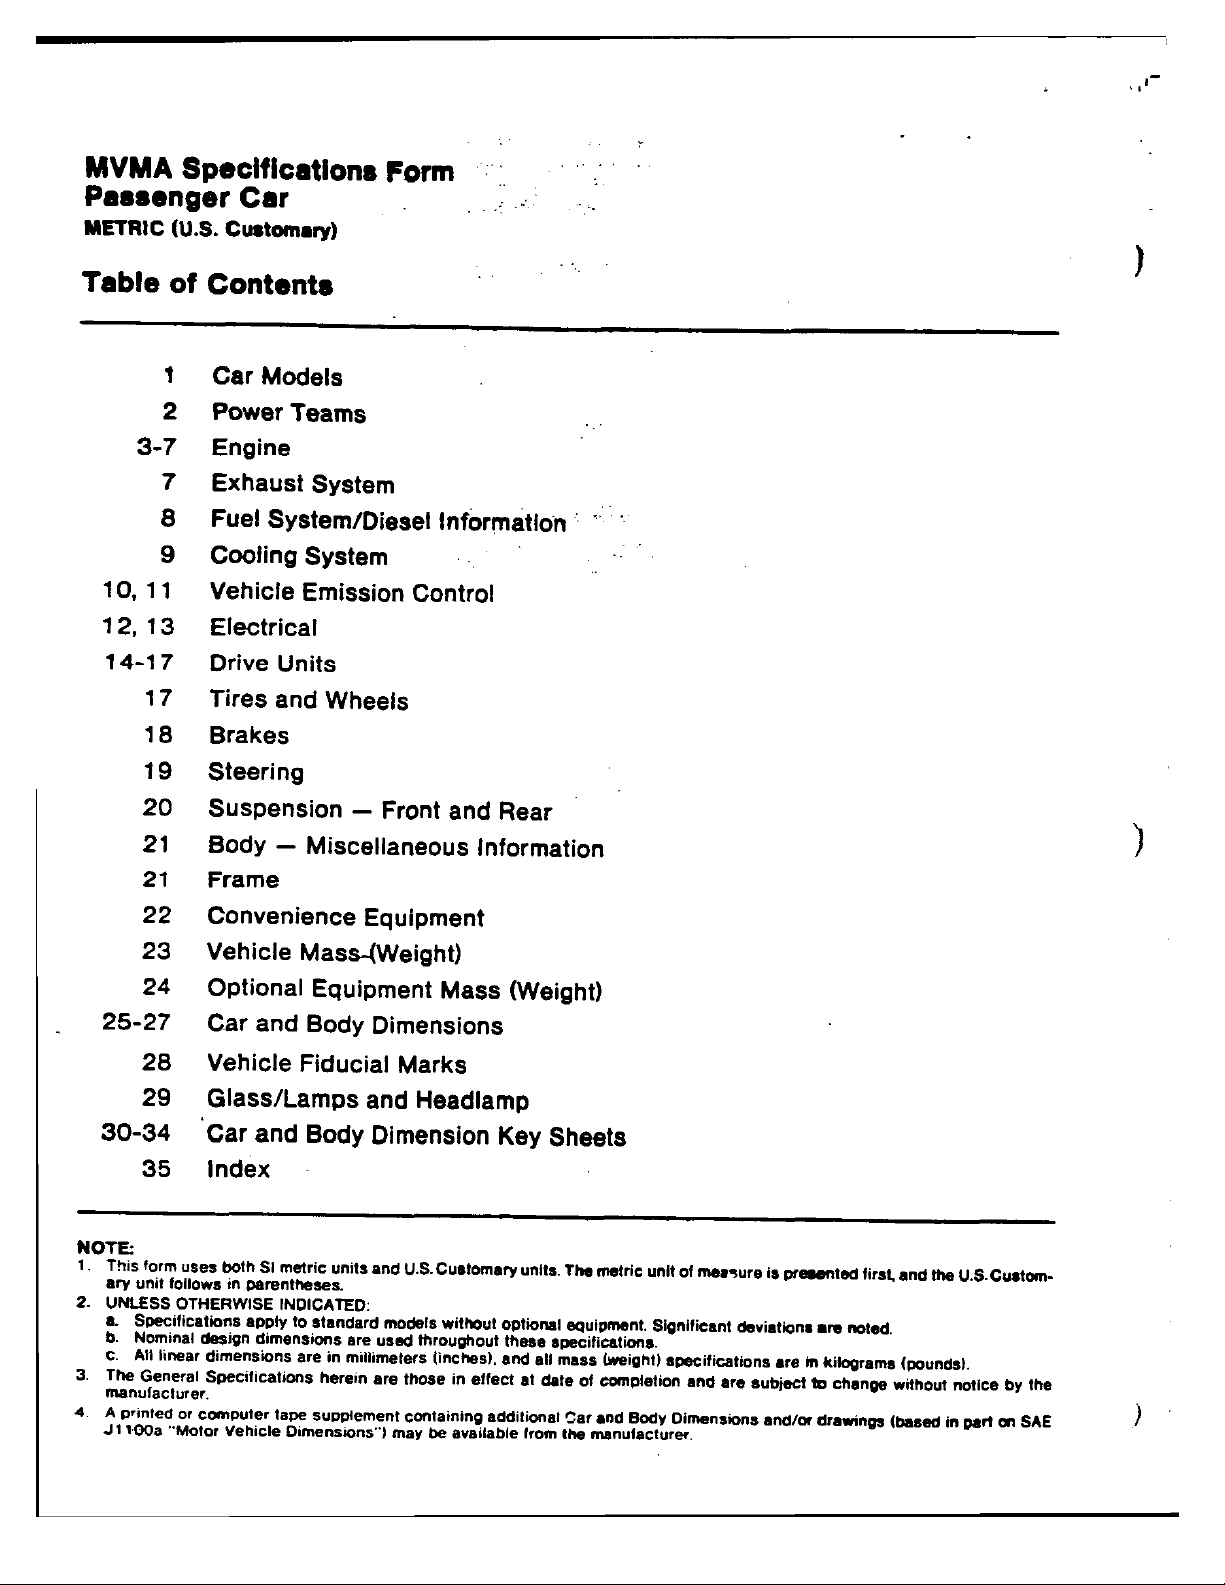 MVMA Specifications Form
Passenger Car
METRIC (U.S. Customary)
Table of Contents
1 Car Models
2 Power Teams
3-7 Engine
7 Exhaust System
8 Fuel System/Diesel Information
9 Cooling System
10, 11 Vehicle Emission Control
12, 13 Electrical
14-17 Drive Units
17 Tires and Wheels
18 Brakes
19 Steering
20 Suspension — Front and Rear
21 Body — Miscellaneous Information
21 Frame
22 Convenience Equipment
23 Vehicle Mass (Weight)
24 Optional Equipment Mass (Weight)
25-27 Car and Body Dimensions
28 Vehicle Fiducial Marks
29 Glass/Lamps and Headlamp
30-34 Car and Body Dimension Key Sheets
35 Index
NOTE:
1. This form uses both SI metric units and U.S. Customary units. The metric unit of measure is presented first, and the U.S. Custom-
ary unit follows in parentheses.
2. UNLESS OTHERWISE INDICATED:
a. Specifications apply to standard models without optional equipment. Significant deviations are noted.
b. Nominal design dimensions are used throughout these specifications.
c. All linear dimensions are in millimeters (inches), and all mass (weight) specifications are in kilograms (pounds).
3. The General Specifications herein are those in effect at date of completion and are subject to change without notice by the
manufacturer.
4. A printed or computer tape supplement containing additional Car and Body Dimensions and/or drawings (based in part on SAE
J1100a "Motor Vehicle Dimensions") may be available from the manufacturer.